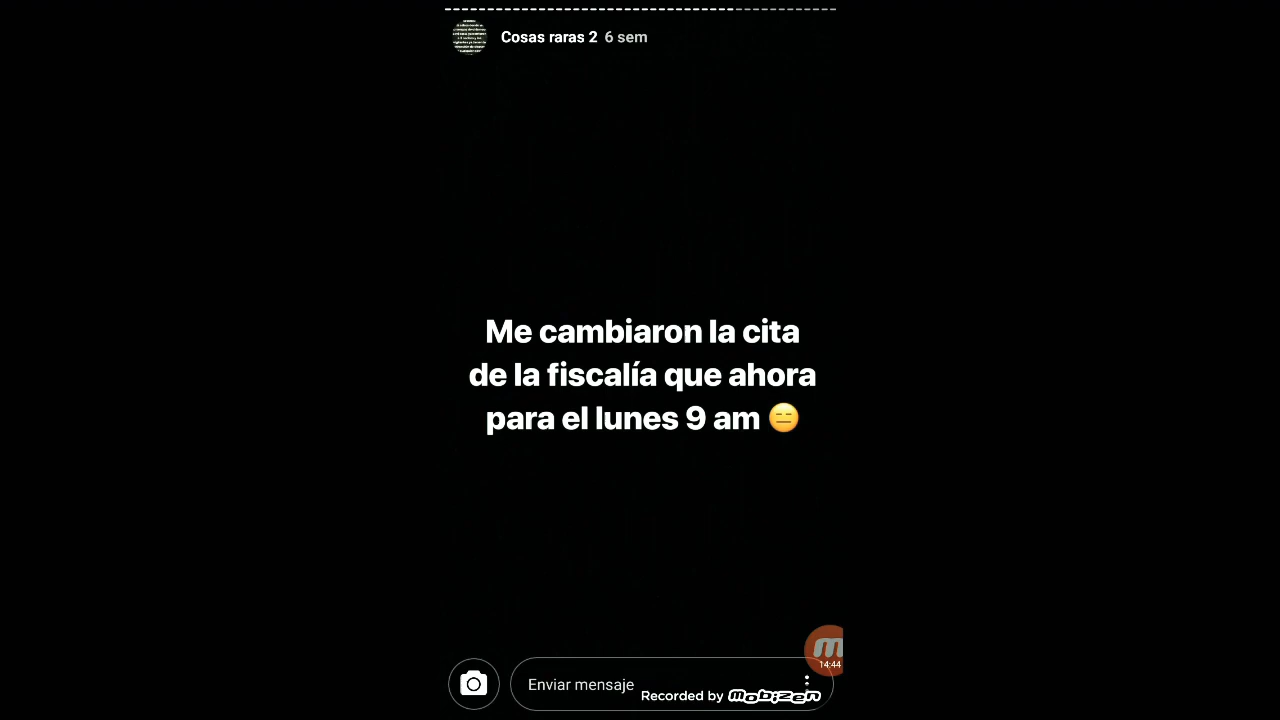 Cosas raras 2 6 sem
Me cambiaron la cita
de la fiscalía que ahora
para el lunes 9 am 😑
14:44
Enviar mensaje
Recorded by Mobizen